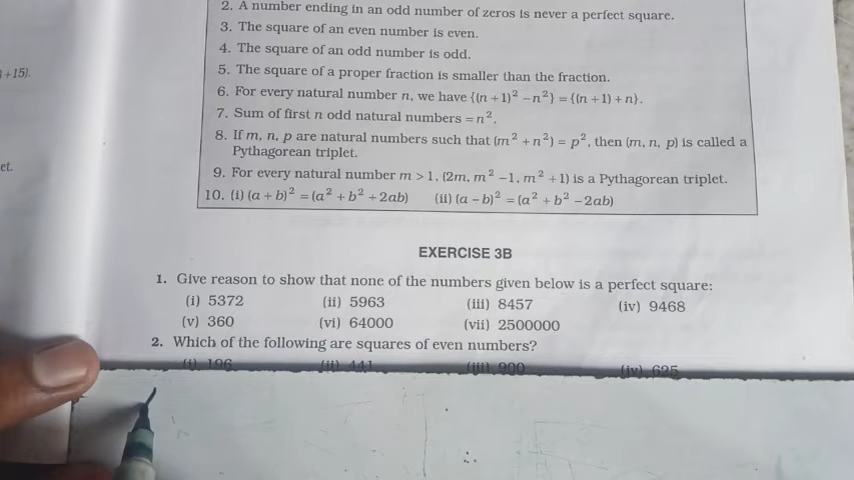 2. A number ending in an odd number of zeros is never a perfect square.
3. The square of an even number is even.
4. The square of an odd number is odd.
5. The square of a proper fraction is smaller than the fraction.
6. For every natural number n, we have {(n + 1)² − n²} = {(n + 1) + n}.
7. Sum of first n odd natural numbers = n².
8. If m, n, p are natural numbers such that (m² + n²) = p², then (m, n, p) is called a
Pythagorean triplet.
9. For every natural number m > 1, (2m, m² − 1, m² + 1) is a Pythagorean triplet.
10. (i) (a + b)² = (a² + b² + 2ab) (ii) (a − b)² = (a² + b² − 2ab)
+15).
et.
EXERCISE 3B
1. Give reason to show that none of the numbers given below is a perfect square:
(i) 5372 (ii) 5963 (iii) 8457 (iv) 9468
(v) 360 (vi) 64000 (vii) 2500000
2. Which of the following are squares of even numbers?
(i) 196 (ii) 441 (iii) 900 (iv) 625